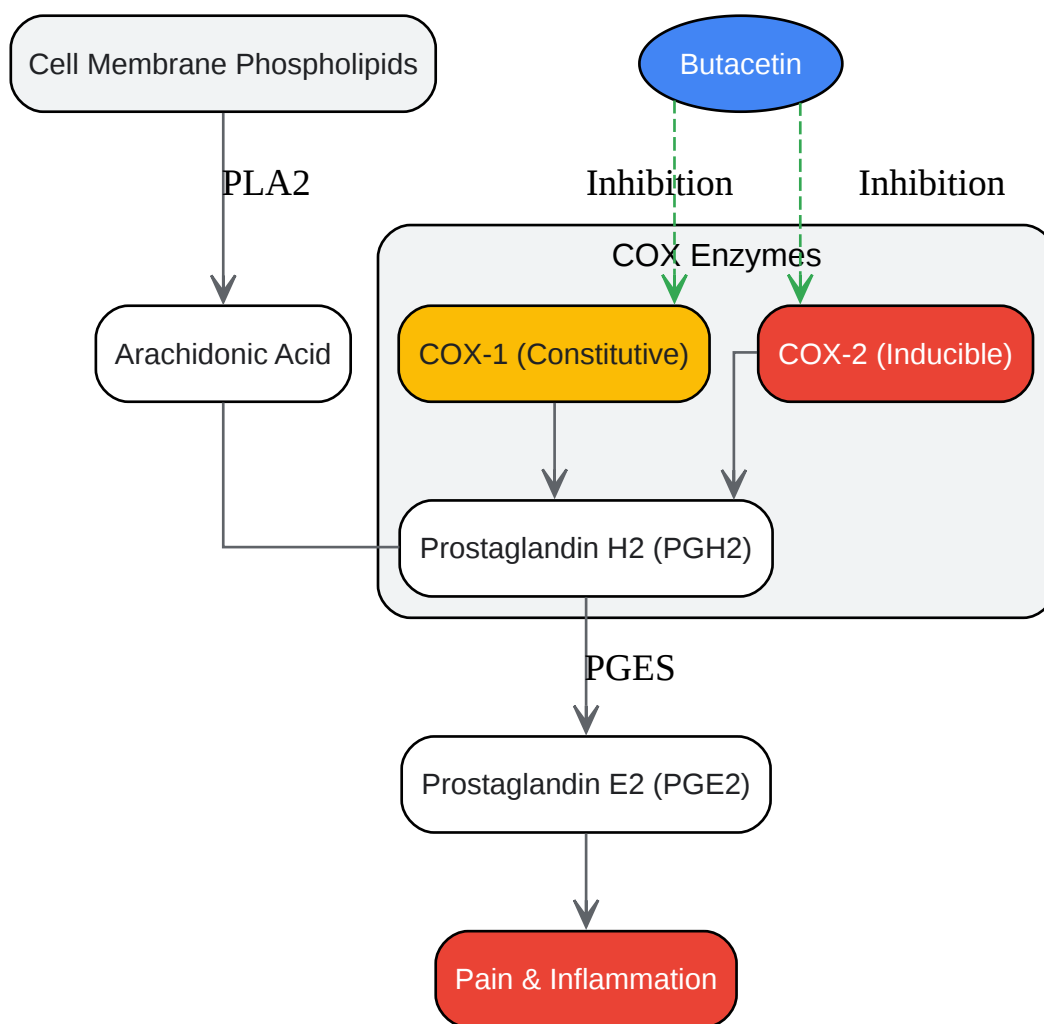 Cell Membrane Phospholipids
Butacetin
PLA2
Inhibition
Inhibition
COX Enzymes
Arachidonic Acid
COX-1 (Constitutive)
COX-2 (Inducible)
Prostaglandin H2 (PGH2)
PGES
Prostaglandin E2 (PGE2)
Pain & Inflammation